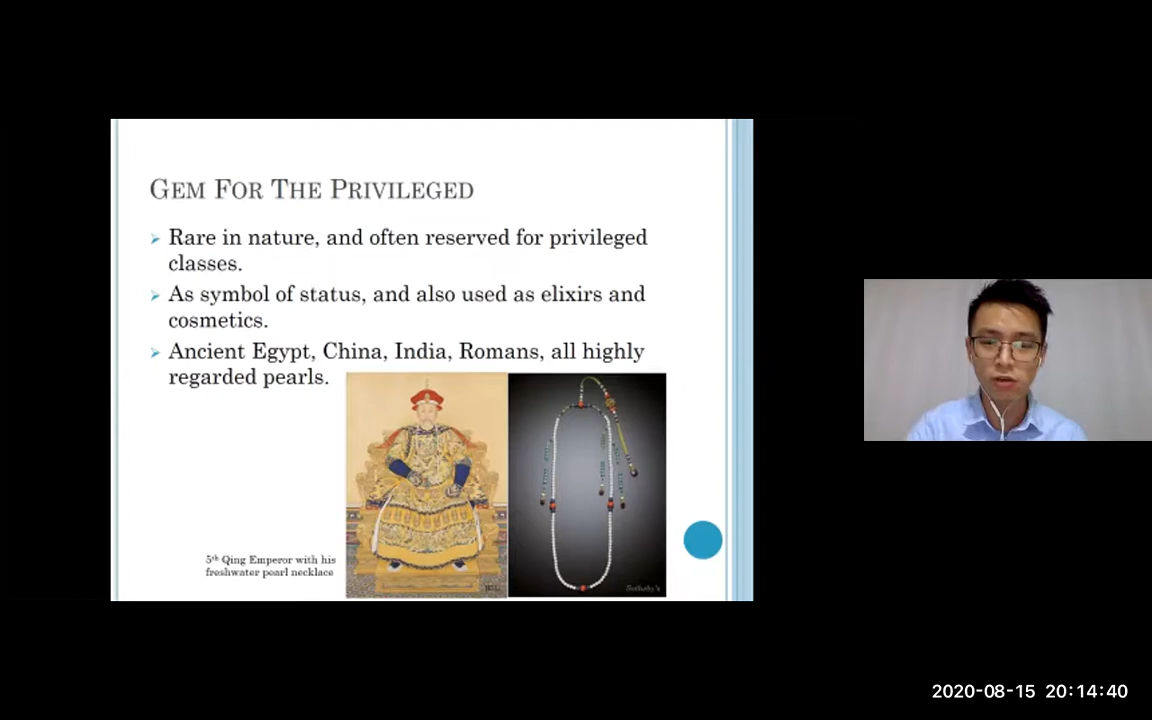 GEM FOR THE PRIVILEGED
➢ Rare in nature, and often reserved for privileged
classes.
➢ As symbol of status, and also used as elixirs and
cosmetics.
➢ Ancient Egypt, China, India, Romans, all highly
regarded pearls.
5th Qing Emperor with his
freshwater pearl necklace
Sotheby's
2020-08-15 20:14:40